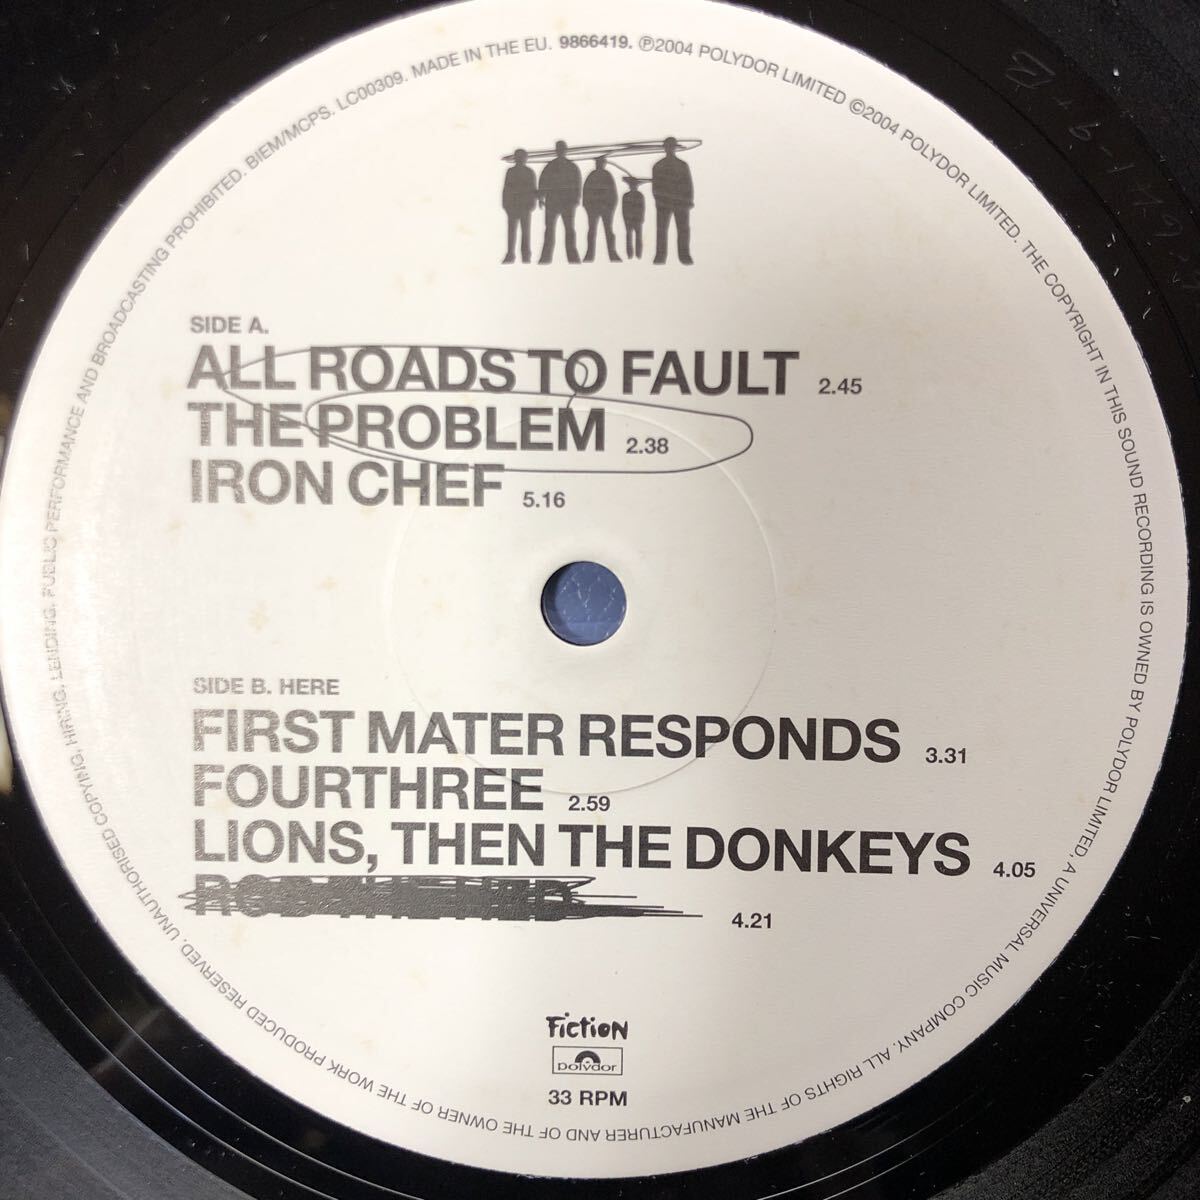 UNAUTHORISED COPYING, HIRING, LENDING, PUBLIC PERFORMANCE AND BROADCASTING PROHIBITED. BIEM/MCPS. LC00309. MADE IN THE EU. 9866419. ℗2004 POLYDOR LIMITED ©2004 POLYDOR LIMITED. THE COPYRIGHT IN THIS SOUND RECORDING IS OWNED BY POLYDOR LIMITED, A UNIVERSAL MUSIC COMPANY. ALL RIGHTS OF THE MANUFACTURER AND OF THE OWNER OF THE WORK PRODUCED RESERVED.
SIDE A.
ALL ROADS TO FAULT 2.45
THE PROBLEM 2.38
IRON CHEF 5.16
SIDE B. HERE
FIRST MATER RESPONDS 3.31
FOURTHREE 2.59
LIONS, THEN THE DONKEYS 4.05
4.21
Fiction
polydor
33 RPM